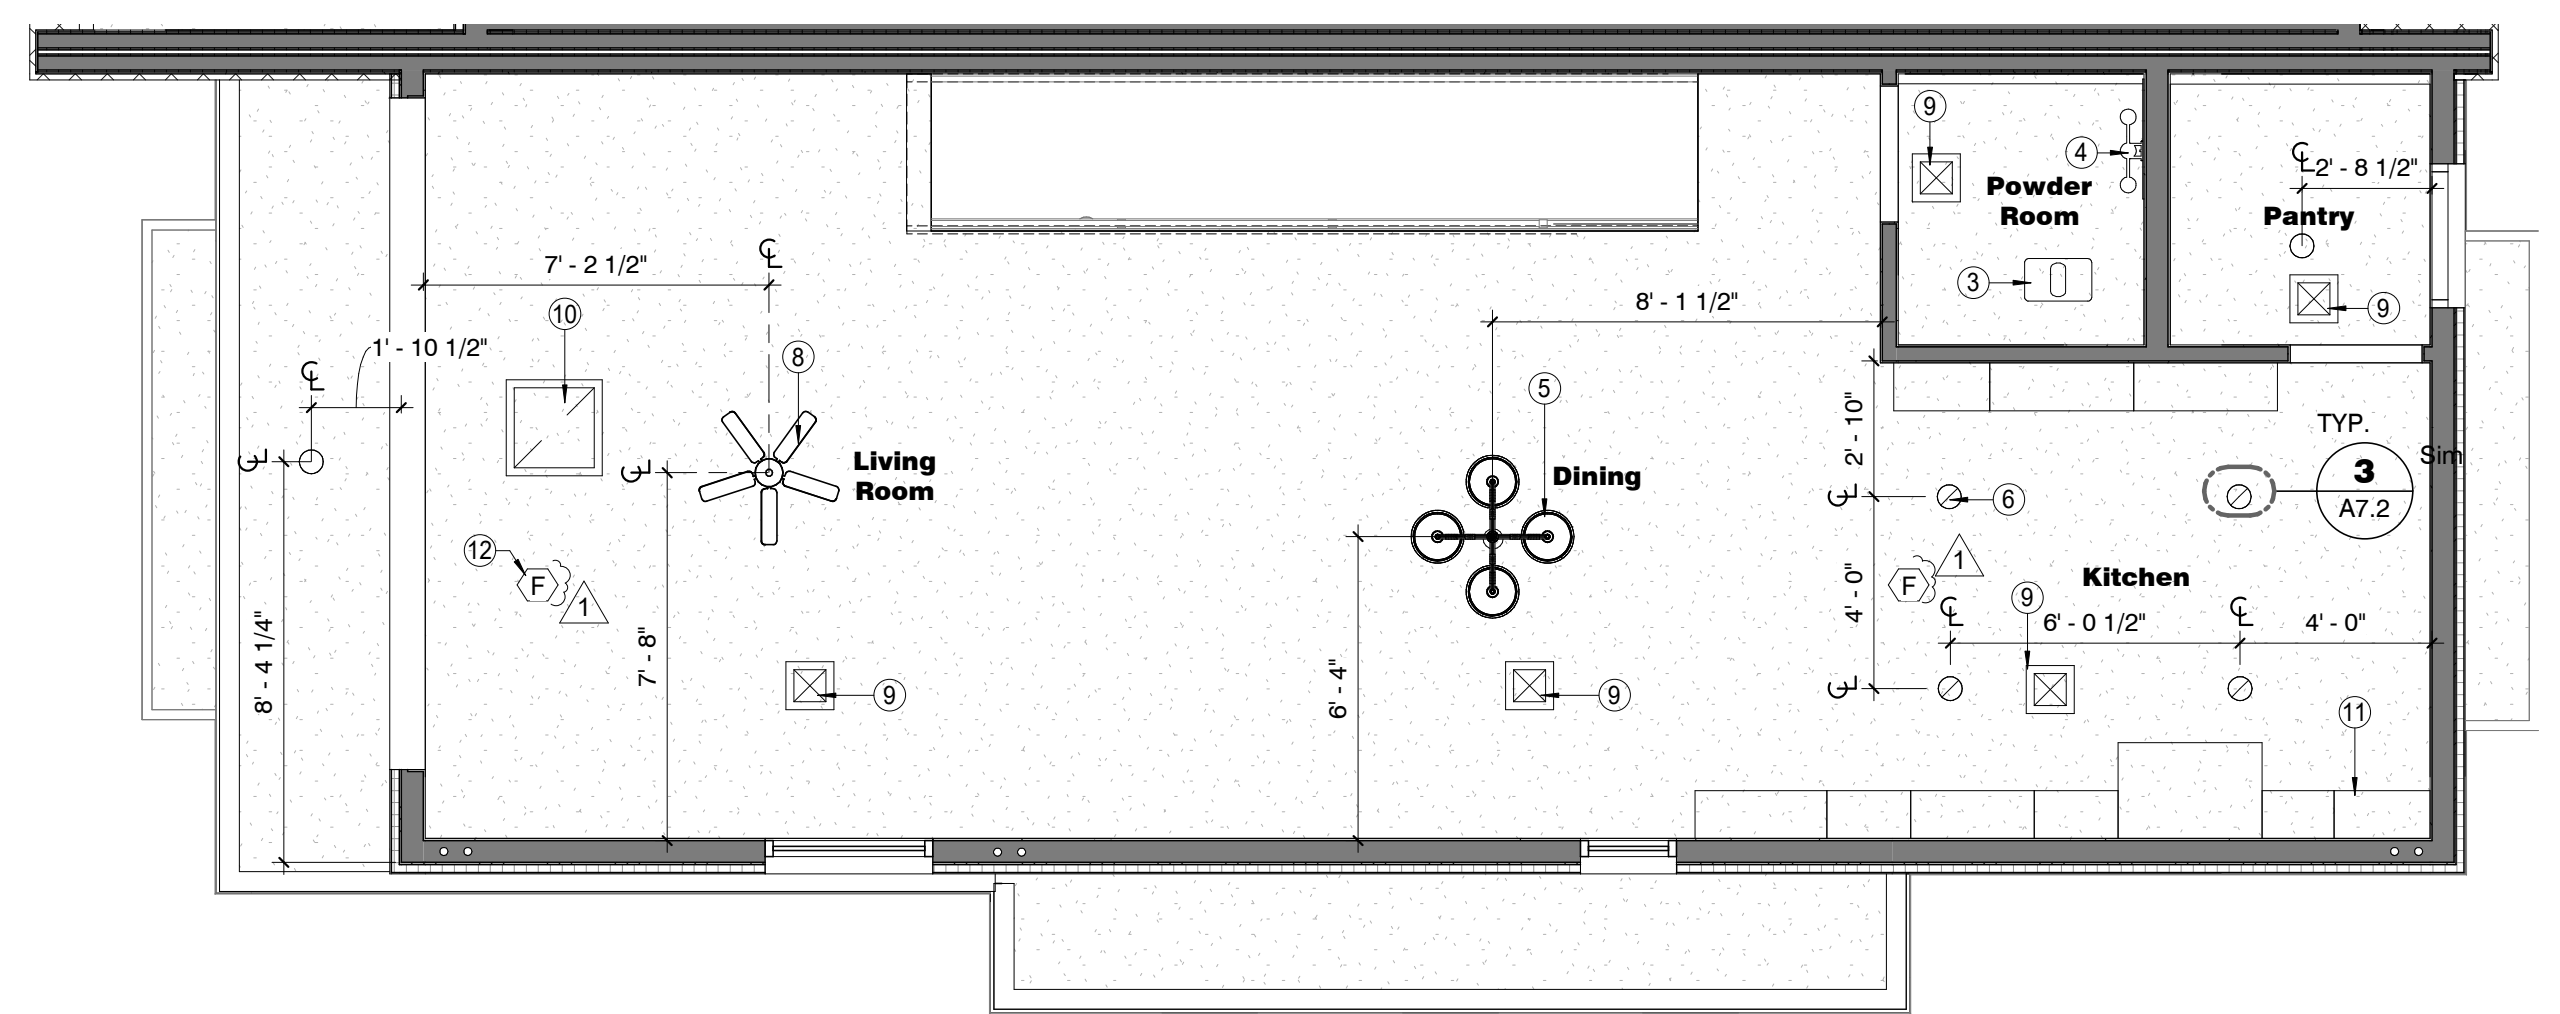 9
4
Powder
Room
3
℄
2' - 8 1/2"
Pantry
9
℄
7' - 2 1/2"
10
8
1' - 10 1/2"
℄
℄
8' - 4 1/4"
℄
Living
Room
12
F
1
7' - 8"
9
8' - 1 1/2"
5
Dining
6' - 4"
9
2' - 10"
℄
4' - 0"
℄
6
TYP.
3
A7.2
Sim
F
1
Kitchen
9
℄
6' - 0 1/2"
℄
4' - 0"
11